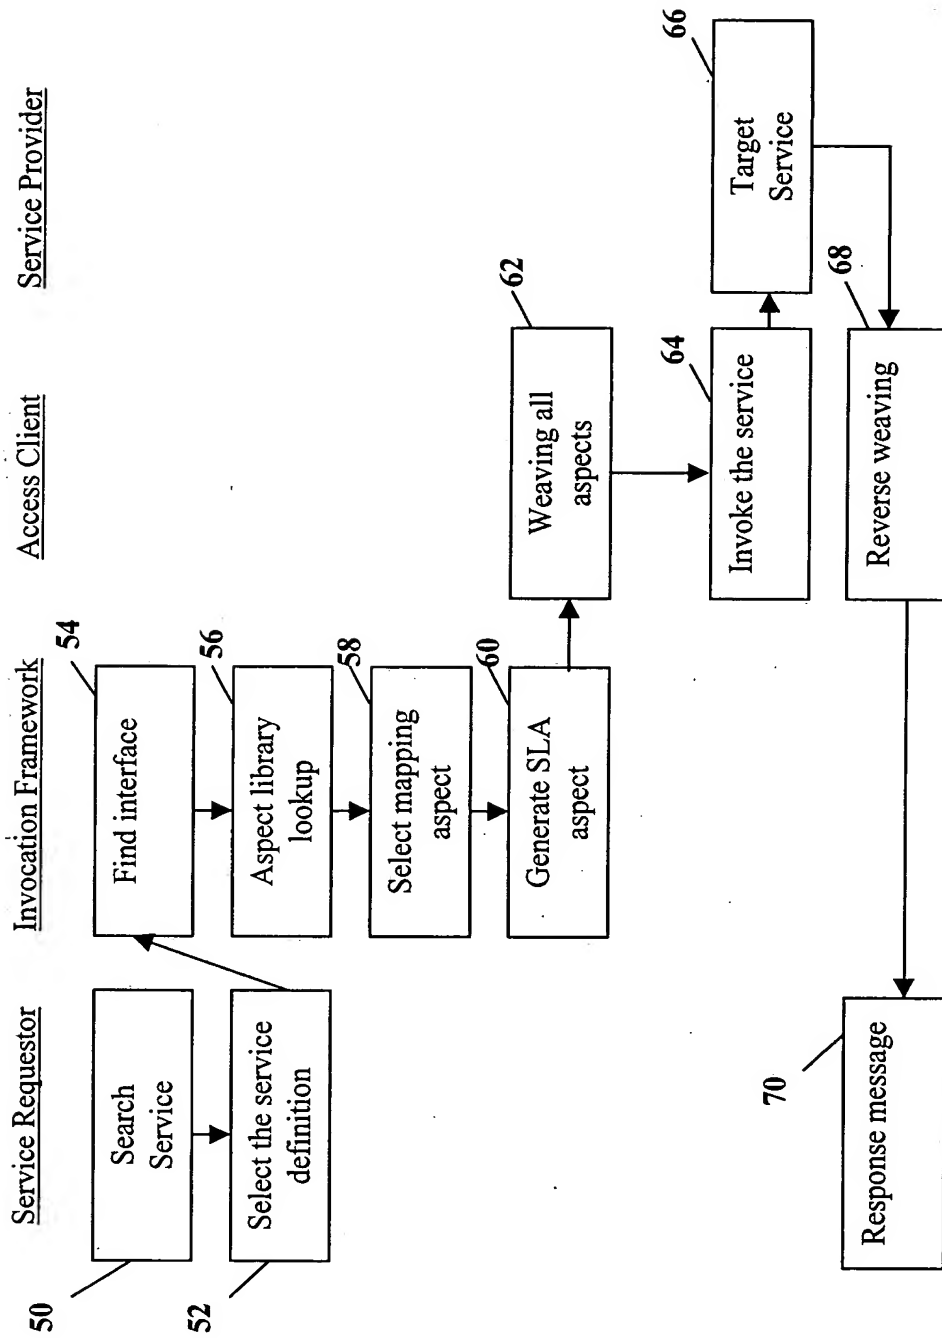 Service Requestor
Invocation Framework
Access Client
Service Provider
50
Search
Service
52
Select the service
definition
54
Find interface
56
Aspect library
lookup
58
Select mapping
aspect
60
Generate SLA
aspect
62
Weaving all
aspects
64
Invoke the service
66
Target
Service
68
Reverse weaving
70
Response message